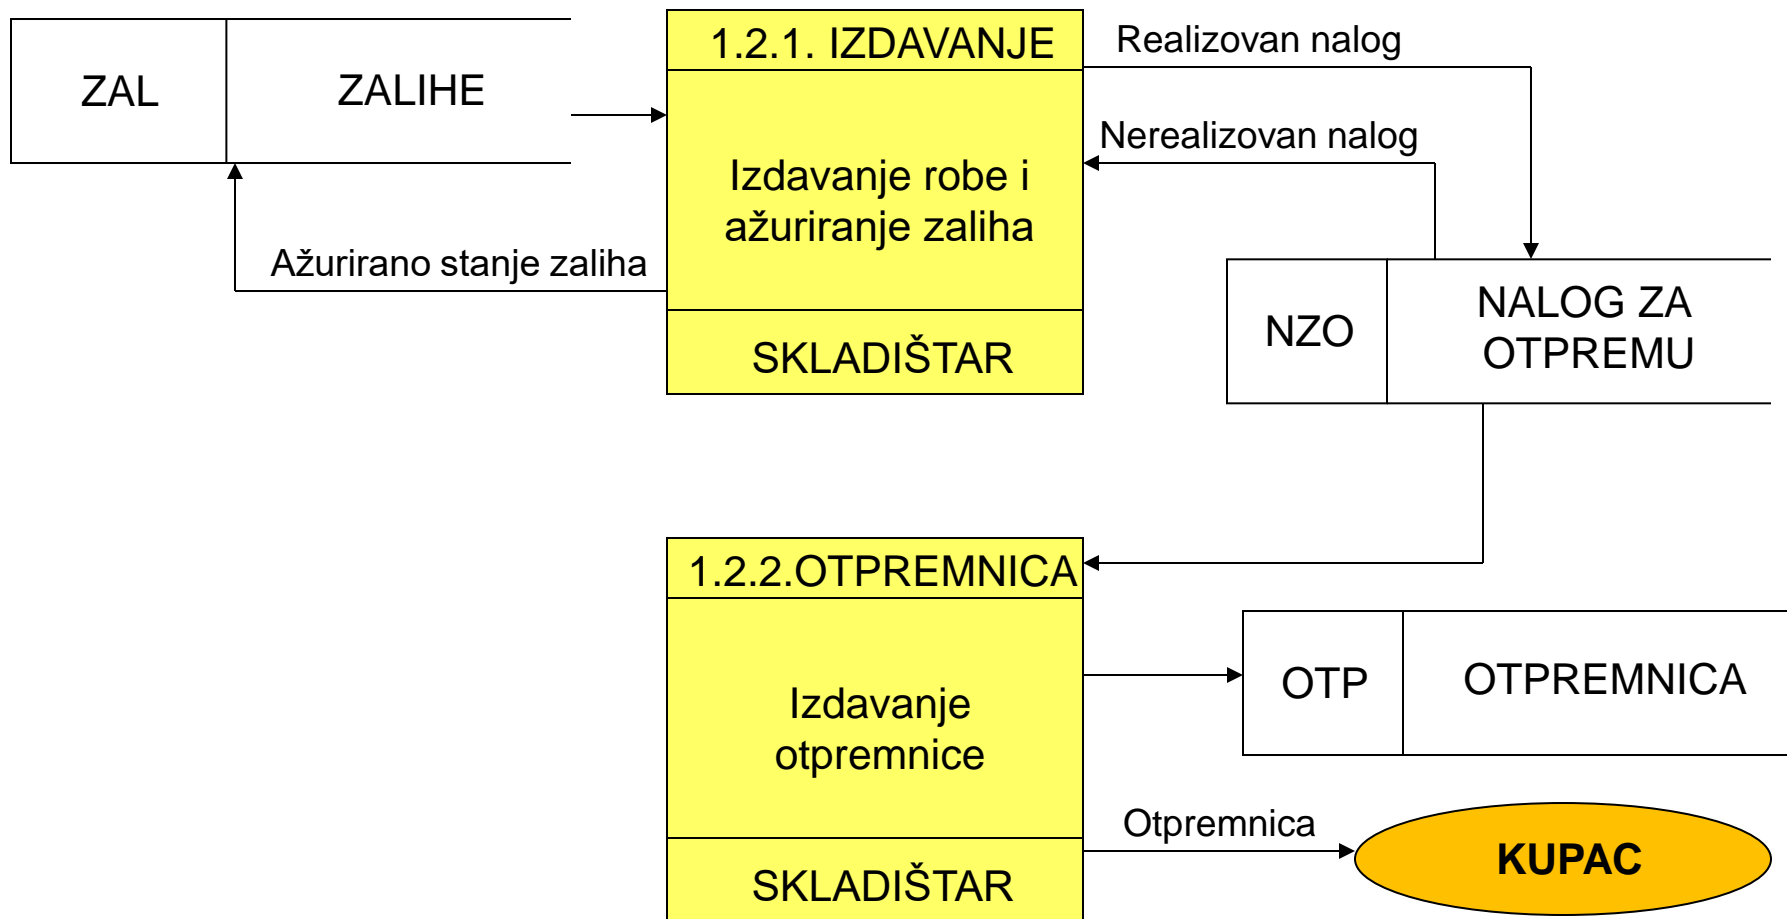 ZAL
ZALIHE
1.2.1. IZDAVANJE
Izdavanje robe i
ažuriranje zaliha
SKLADIŠTAR
Realizovan nalog
Nerealizovan nalog
Ažurirano stanje zaliha
NZO
NALOG ZA
OTPREMU
1.2.2.OTPREMNICA
Izdavanje
otpremnice
SKLADIŠTAR
OTP
OTPREMNICA
Otpremnica
KUPAC